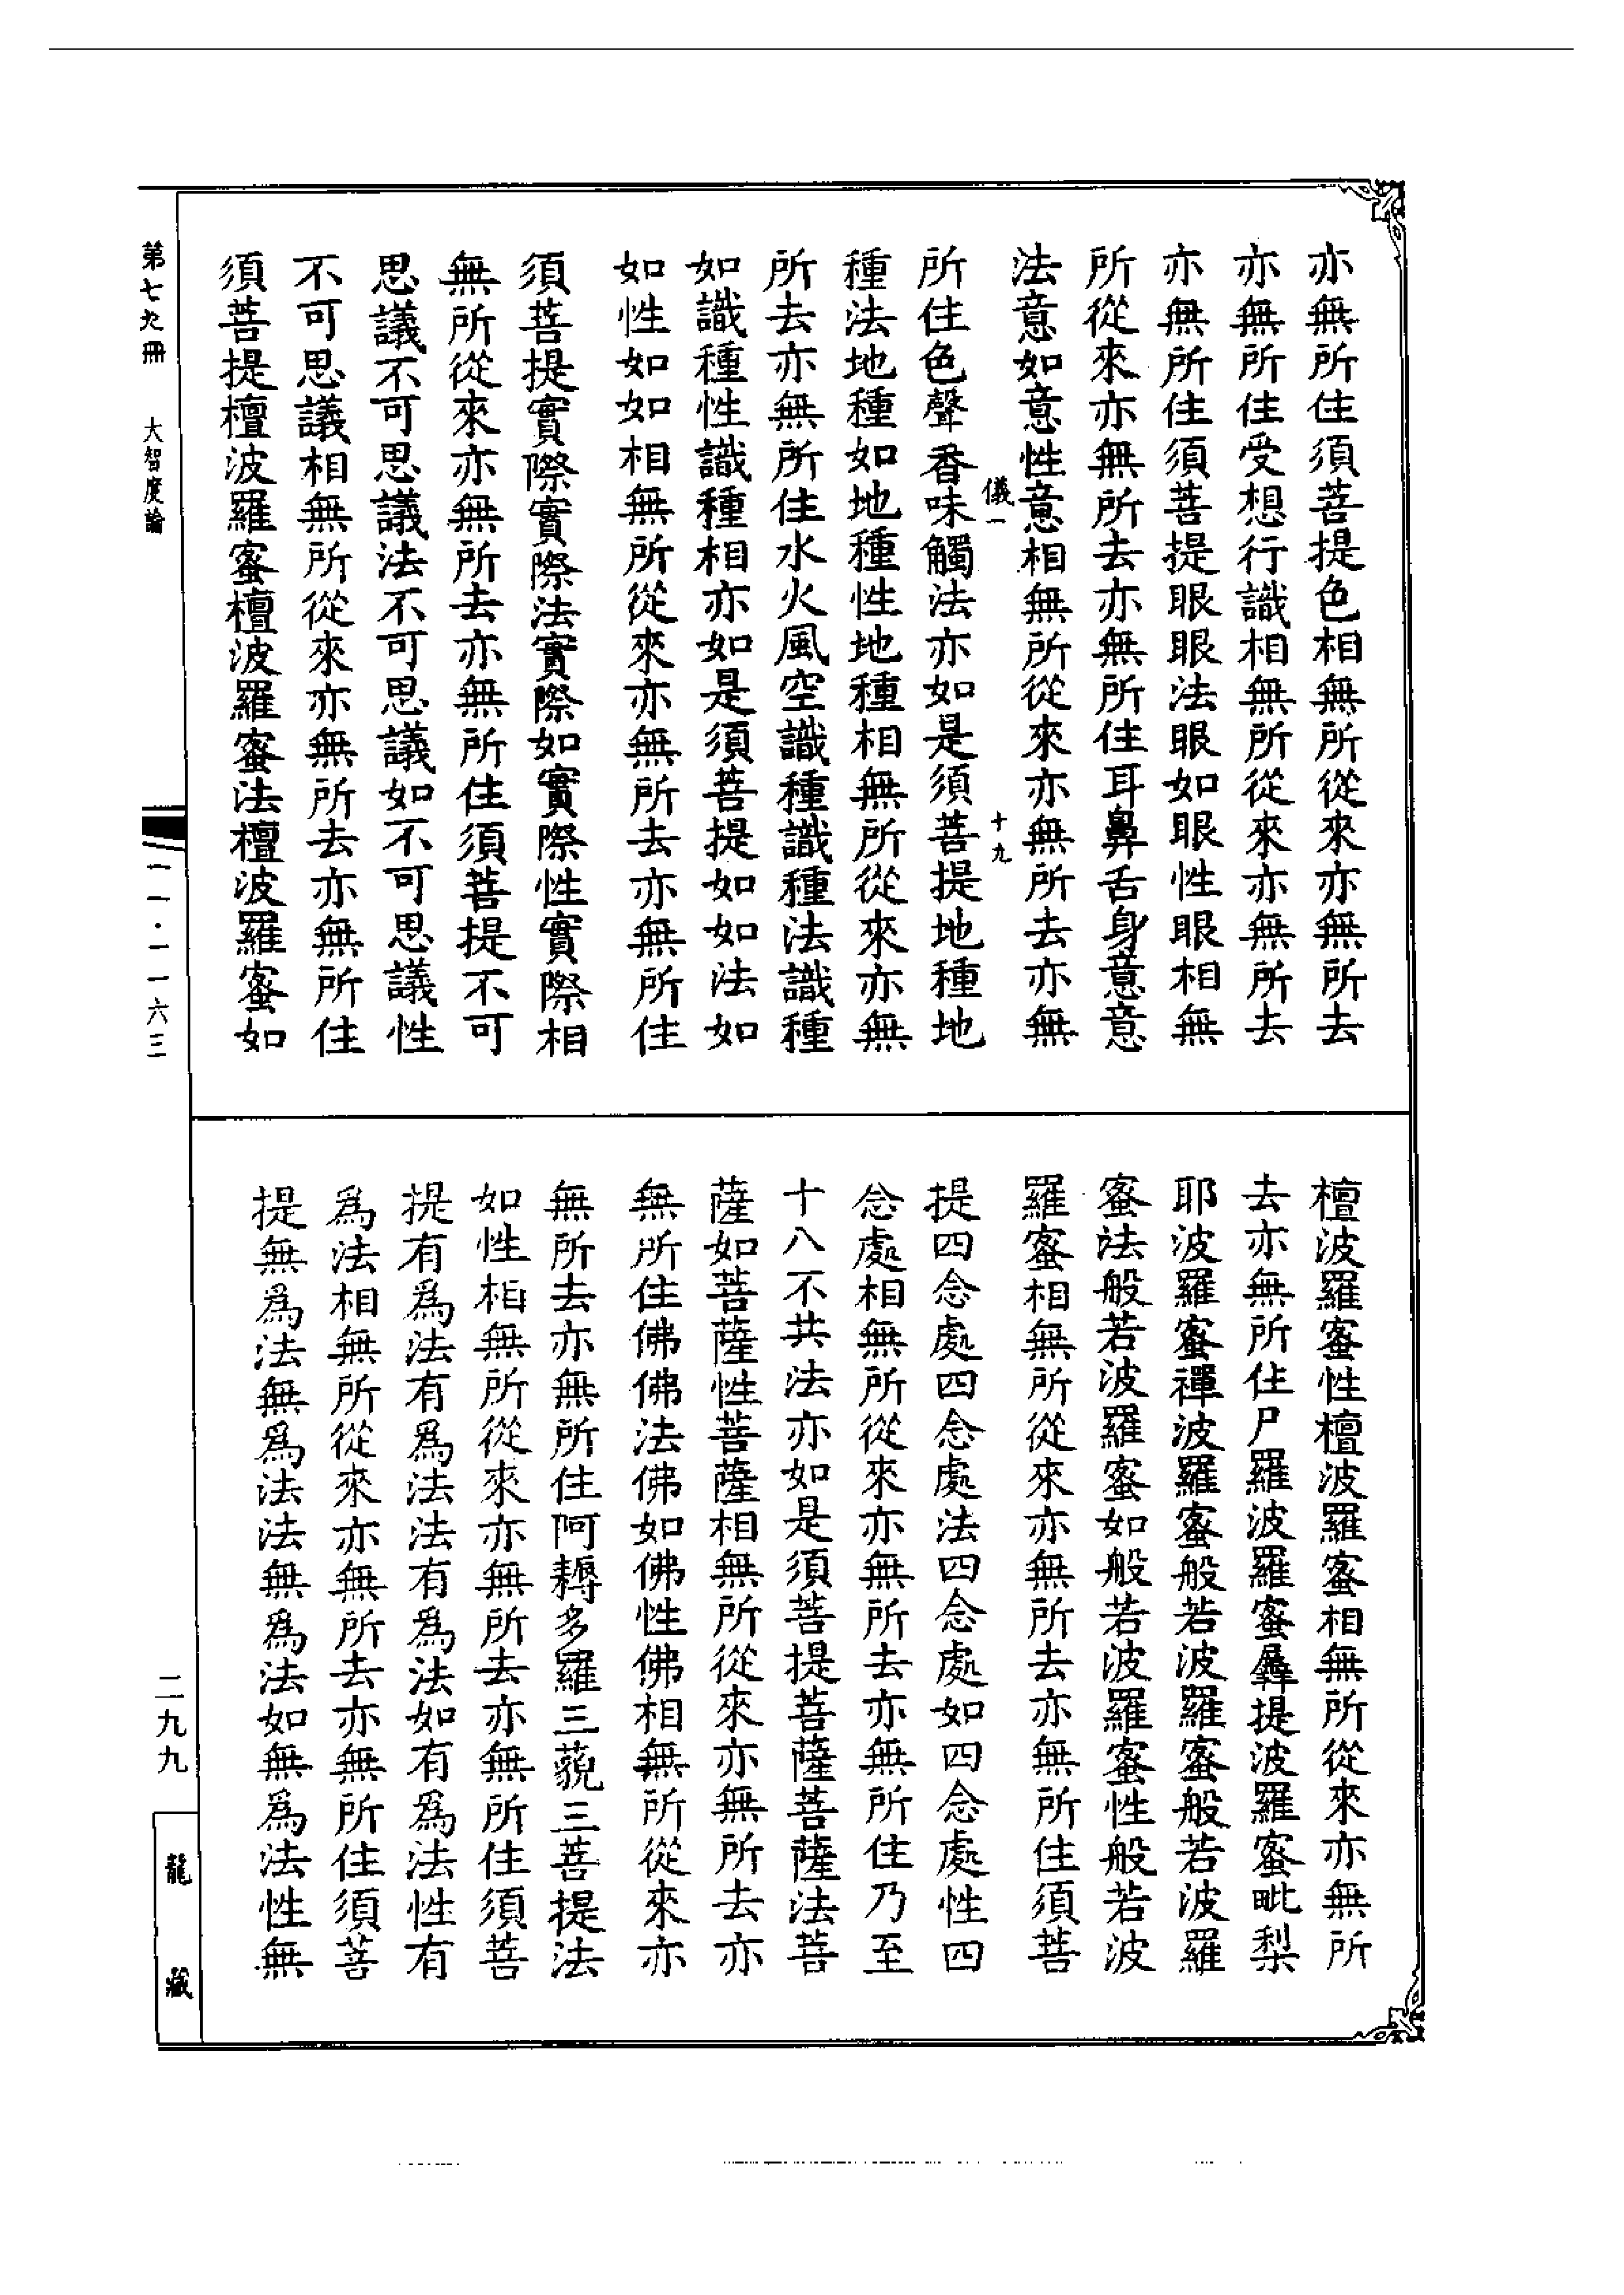 亦無所住須菩提色相無所從來亦無所去
亦無所住受想行識相無所從來亦無所去
亦無所住須菩提眼眼法眼如眼性眼相無
所從來亦無所去亦無所住耳鼻舌身意意
法意如意性意相無所從來亦無所去亦無
儀一
十九
所住色聲香味觸法亦如是須菩提地種地
種法地種如地種性地種相無所從來亦無
所去亦無所住水火風空識種識種法識種
如識種性識種相亦如是須菩提如如法如
如性如如相無所從來亦無所去亦無所住
須菩提實際實際法實際如實際性實際相
無所從來亦無所去亦無所住須菩提不可
思議不可思議法不可思議如不可思議性
不可思議相無所從來亦無所去亦無所住
須菩提檀波羅蜜檀波羅蜜法檀波羅蜜如
檀波羅蜜性檀波羅蜜相無所從來亦無所
去亦無所住尸羅波羅蜜羼提波羅蜜毗梨
耶波羅蜜禪波羅蜜般若波羅蜜般若波羅
蜜法般若波羅蜜如般若波羅蜜性般若波
羅蜜相無所從來亦無所去亦無所住須菩
提四念處四念處法四念處如四念處性四
念處相無所從來亦無所去亦無所住乃至
十八不共法亦如是須菩提菩薩菩薩法菩
薩如菩薩性菩薩相無所從來亦無所去亦
無所住佛佛法佛如佛性佛相無所從來亦
無所去亦無所住阿耨多羅三藐三菩提法
如性相無所從來亦無所去亦無所住須菩
提有為法有為法法有為法如有為法性有
為法相無所從來亦無所去亦無所住須菩
提無為法無為法法無為法如無為法性無
第七九冊 大智度論
一一·一一六三
二九九
龍藏